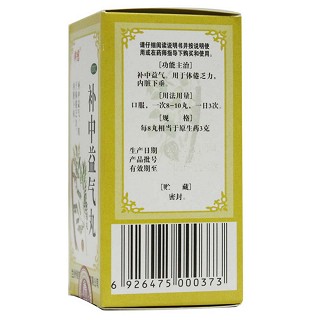 请仔细阅读说明书并按说明使
用或在药师指导下购买和使用。
[功能主治]
补中益气。用于体倦乏力、
内脏下垂。
[用法用量]
口服,一次8-10丸,一日3次。
[规 格]
每8丸相当于原生药3克
生产日期
产品批号
有效期至
[贮 藏]
密封。
6 926475 000373
补中益气丸